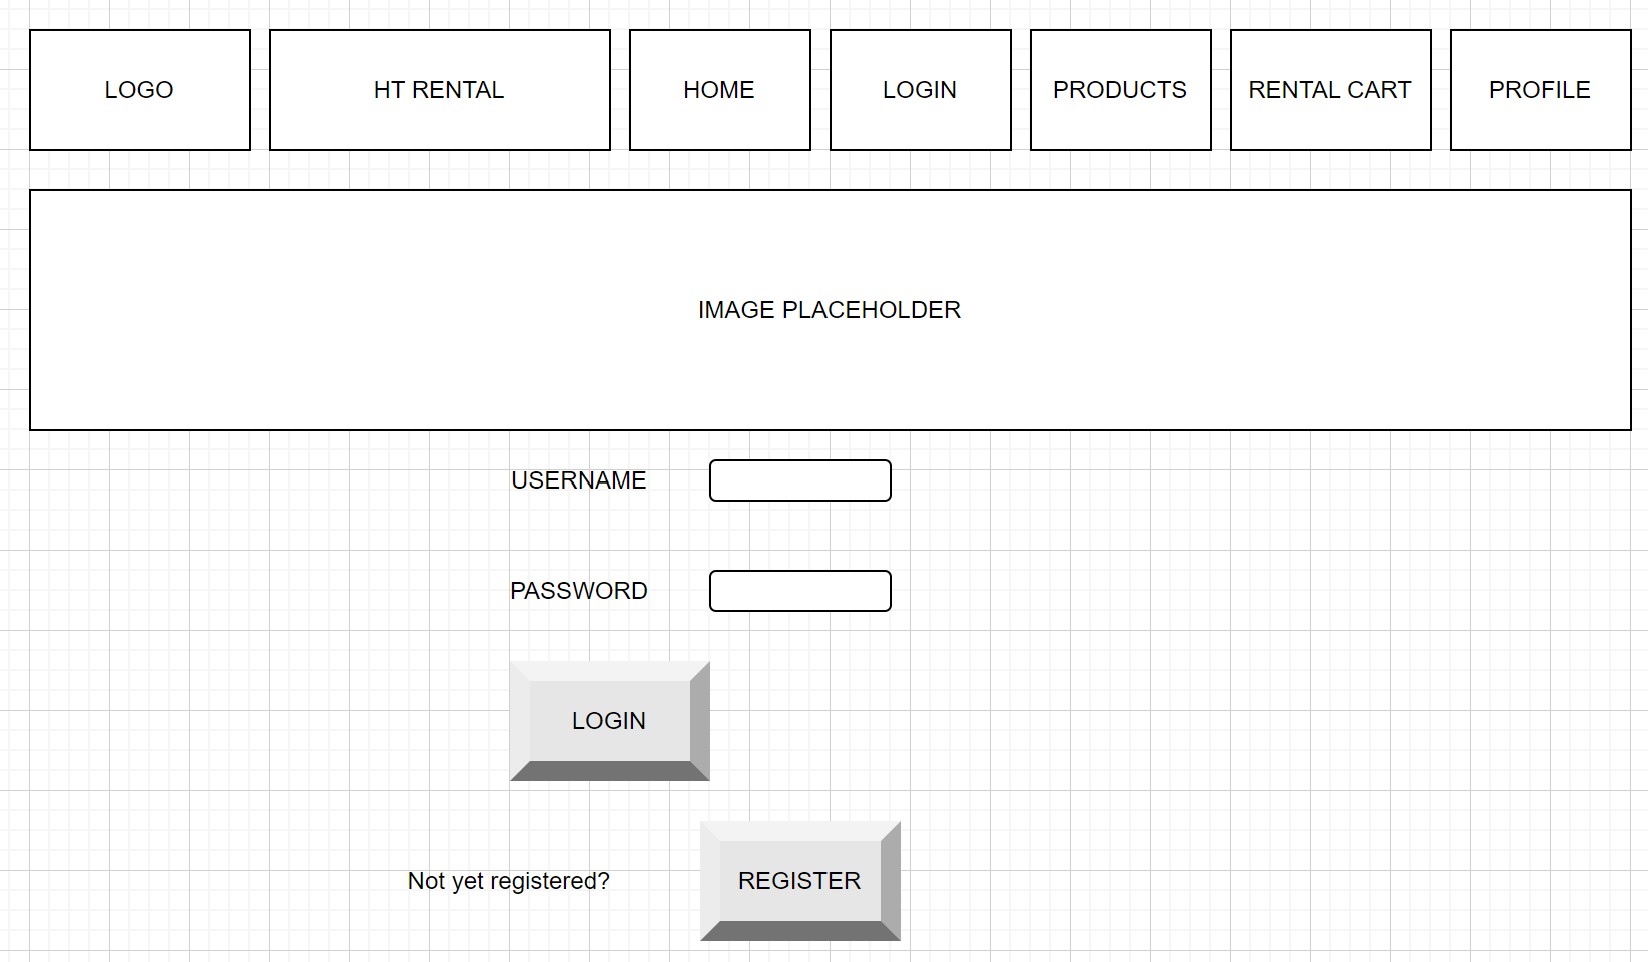 LOGO
HT RENTAL
HOME
LOGIN
PRODUCTS
RENTAL CART
PROFILE
IMAGE PLACEHOLDER
USERNAME
PASSWORD
LOGIN
Not yet registered?
REGISTER